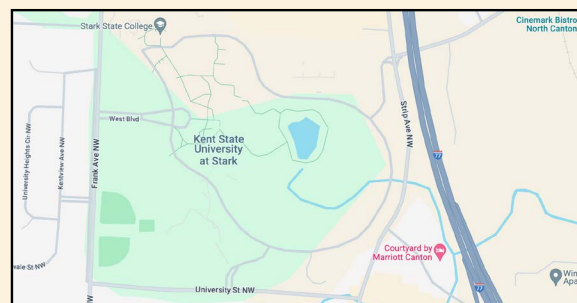 Stark State College
Cinemark Bistro
North Canton
West Blvd
Strip Ave NW
Kent State
University
at Stark
University Heights Cir NW
Kentview Ave NW
Frank Ave NW
77
Courtyard by
Marriott Canton
vale St NW
University St NW
77
Win
Apa
NW